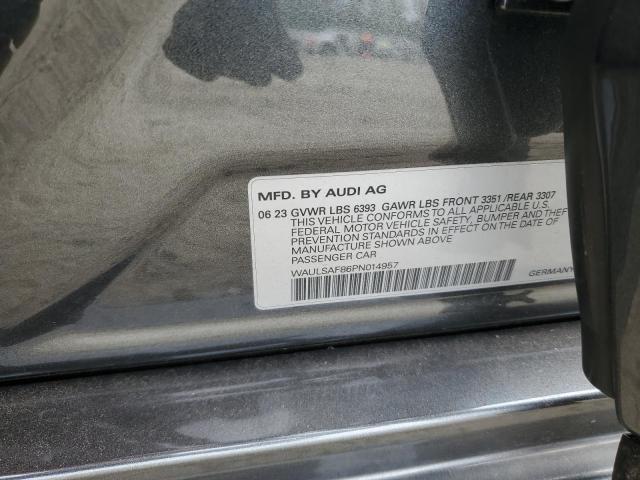 MFD. BY AUDI AG
06 23 GVWR LBS 6393 GAWR LBS FRONT 3351 /REAR 3307
THIS VEHICLE CONFORMS TO ALL APPLICABLE U.S.
FEDERAL MOTOR VEHICLE SAFETY, BUMPER AND THEFT
PREVENTION STANDARDS IN EFFECT ON THE DATE OF
MANUFACTURE SHOWN ABOVE
PASSENGER CAR
WAULSAF86PN014957
GERMANY